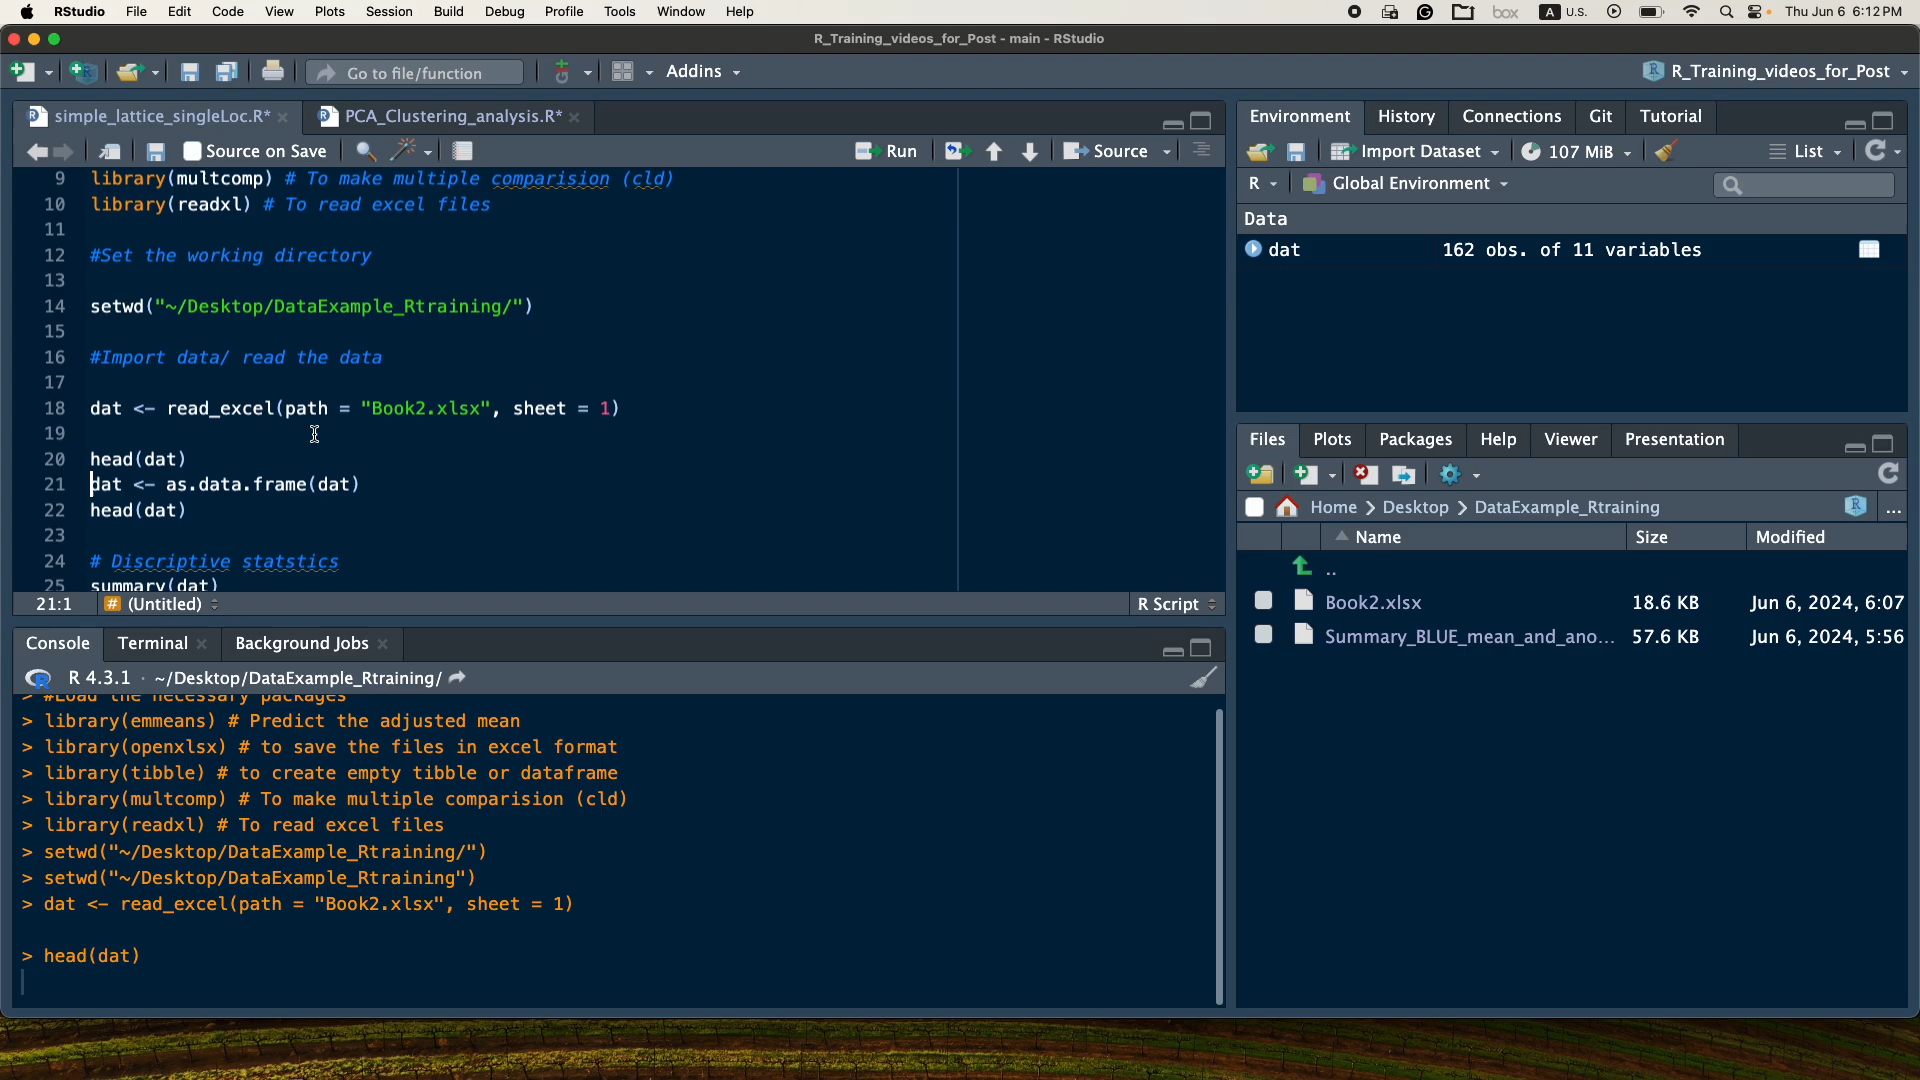 RStudio File Edit Code View Plots Session Build Debug Profile Tools Window Help box A U.S. Thu Jun 6 6:12 PM
R_Training_videos_for_Post - main - RStudio
Go to file/function Addins R_Training_videos_for_Post
simple_lattice_singleLoc.R* PCA_Clustering_analysis.R*
Source on Save Run Source
9 library(multcomp) # To make multiple comparision (cld)
10 library(readxl) # To read excel files
11
12 #Set the working directory
13
14 setwd("~/Desktop/DataExample_Rtraining/")
15
16 #Import data/ read the data
17
18 dat <- read_excel(path = "Book2.xlsx", sheet = 1)
19
20 head(dat)
21 dat <- as.data.frame(dat)
22 head(dat)
23
24 # Discriptive statstics
25 summary(dat)
21:1 # (Untitled) R Script
Console Terminal Background Jobs
R 4.3.1 · ~/Desktop/DataExample_Rtraining/
> #Load the necessary packages
> library(emmeans) # Predict the adjusted mean
> library(openxlsx) # to save the files in excel format
> library(tibble) # to create empty tibble or dataframe
> library(multcomp) # To make multiple comparision (cld)
> library(readxl) # To read excel files
> setwd("~/Desktop/DataExample_Rtraining/")
> setwd("~/Desktop/DataExample_Rtraining")
> dat <- read_excel(path = "Book2.xlsx", sheet = 1)
> head(dat)
Environment History Connections Git Tutorial
Import Dataset 107 MiB List
R Global Environment
Data
dat 162 obs. of 11 variables
Files Plots Packages Help Viewer Presentation
Home > Desktop > DataExample_Rtraining ...
Name Size Modified
..
Book2.xlsx 18.6 KB Jun 6, 2024, 6:07
Summary_BLUE_mean_and_ano... 57.6 KB Jun 6, 2024, 5:56